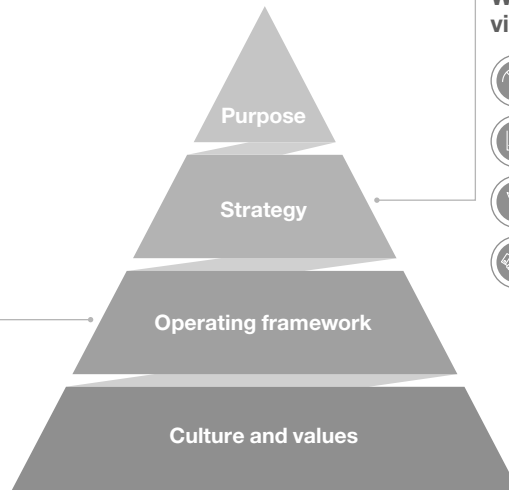 Purpose
Strategy
Operating framework
Culture and values